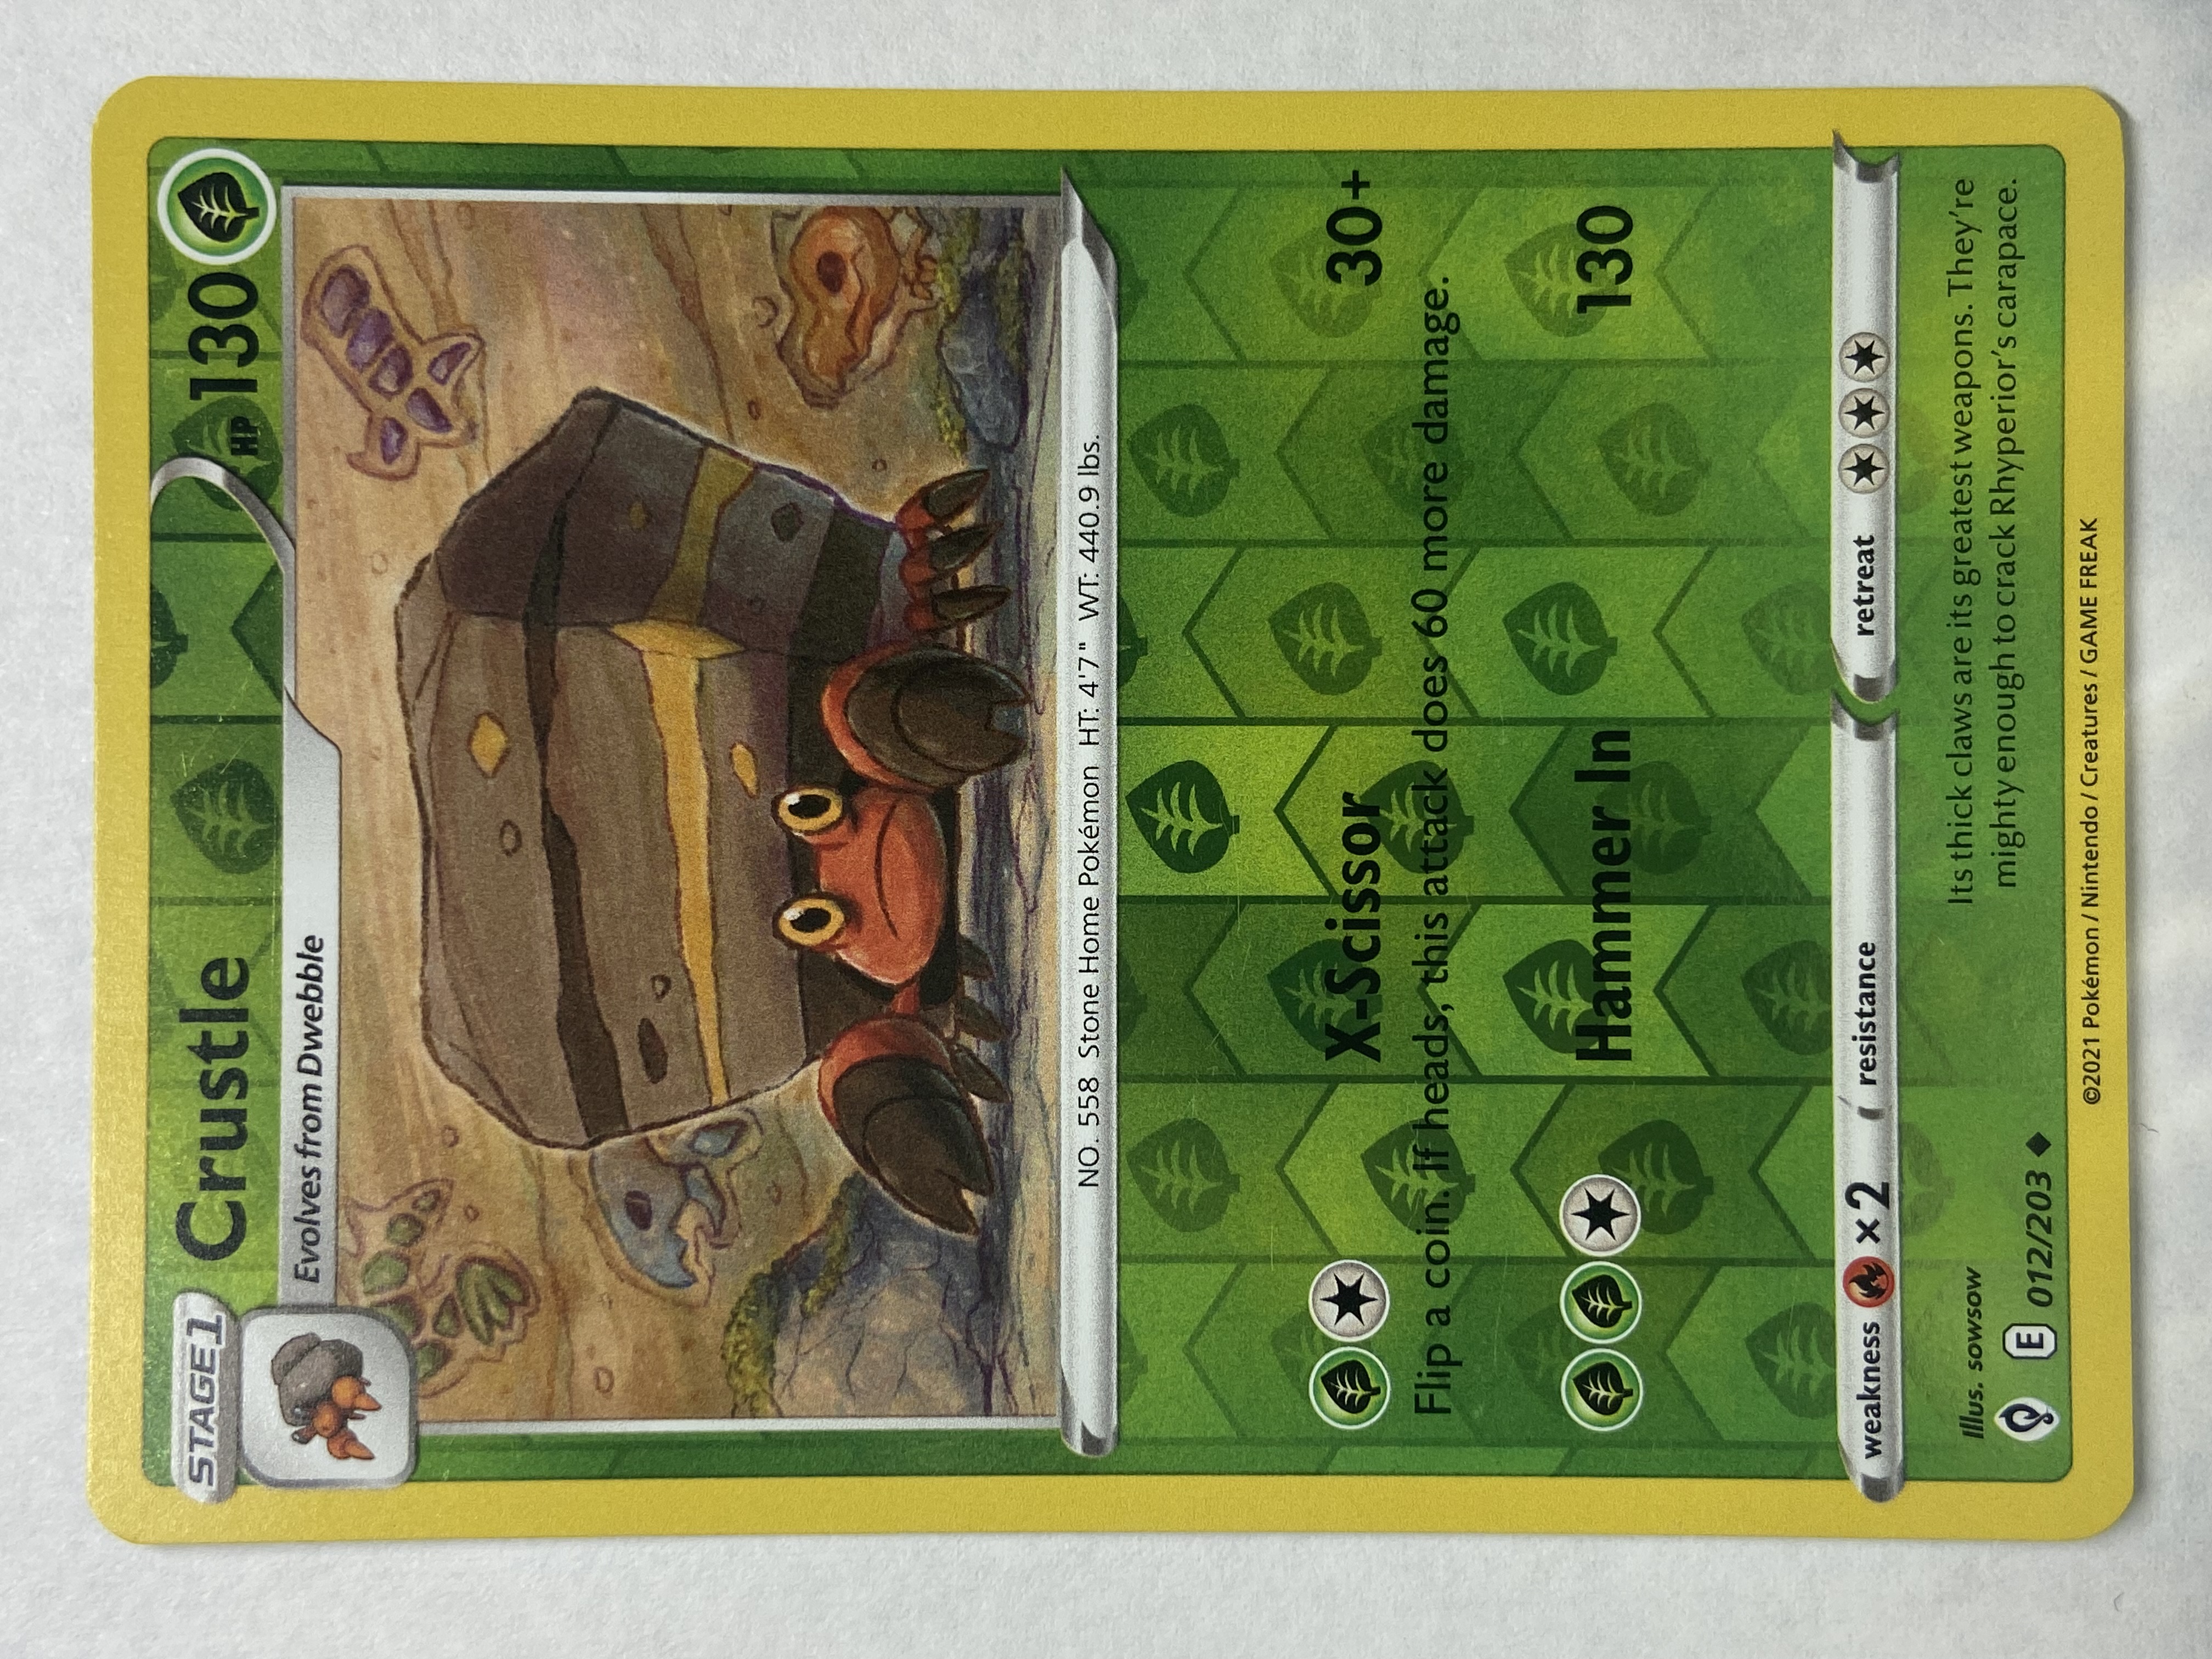 STAGE1
Crustle
HP 130
Evolves from Dwebble
NO. 558 Stone Home Pokémon HT: 4'7" WT: 440.9 lbs.
X-Scissor 30+
Flip a coin. If heads, this attack does 60 more damage.
Hammer In 130
weakness ×2 resistance retreat
Illus. sowsow
Its thick claws are its greatest weapons. They're
mighty enough to crack Rhyperior's carapace.
E 012/203
©2021 Pokémon / Nintendo / Creatures / GAME FREAK